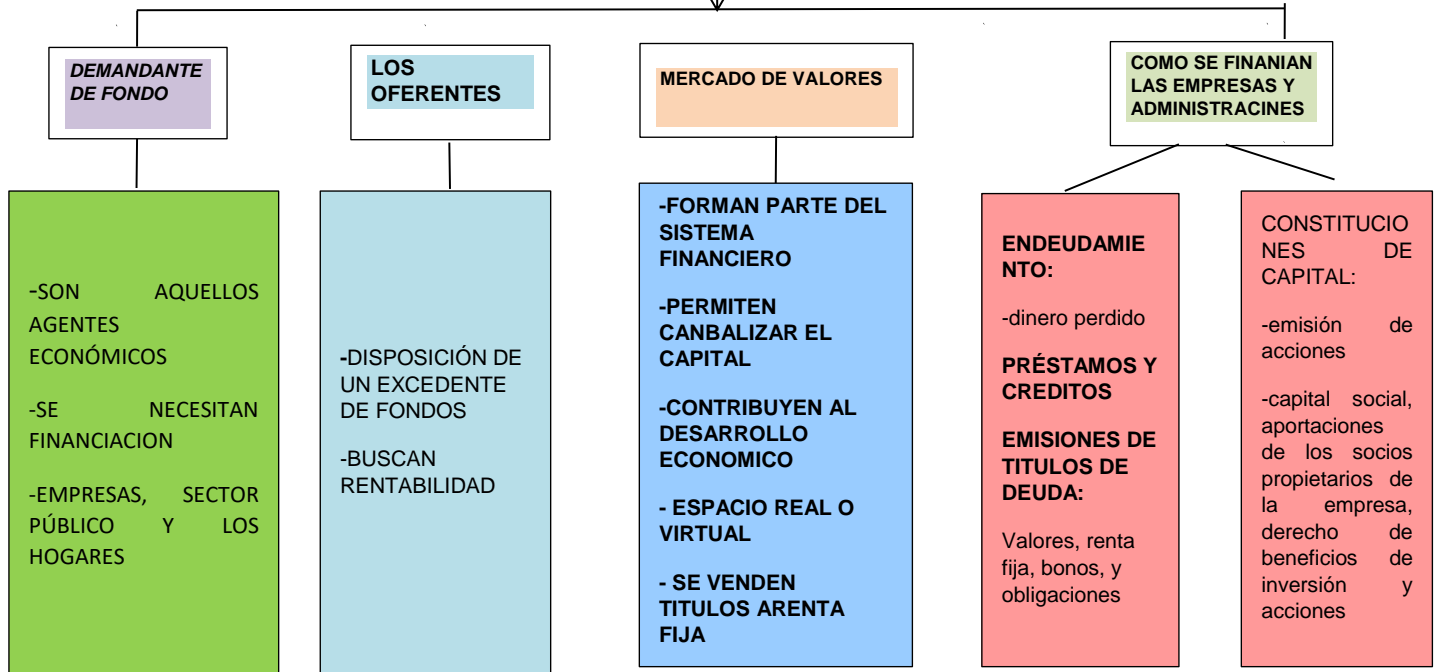 DEMANDANTE
DE FONDO
LOS
OFERENTES
MERCADO DE VALORES
COMO SE FINANIAN
LAS EMPRESAS Y
ADMINISTRACINES
-SON AQUELLOS
AGENTES
ECONÓMICOS
-SE NECESITAN
FINANCIACION
-EMPRESAS, SECTOR
PÚBLICO Y LOS
HOGARES
-DISPOSICIÓN DE
UN EXCEDENTE
DE FONDOS
-BUSCAN
RENTABILIDAD
-FORMAN PARTE DEL
SISTEMA
FINANCIERO
-PERMITEN
CANBALIZAR EL
CAPITAL
-CONTRIBUYEN AL
DESARROLLO
ECONOMICO
- ESPACIO REAL O
VIRTUAL
- SE VENDEN
TITULOS ARENTA
FIJA
ENDEUDAMIE
NTO:
-dinero perdido
PRÉSTAMOS Y
CREDITOS
EMISIONES DE
TITULOS DE
DEUDA:
Valores, renta
fija, bonos, y
obligaciones
CONSTITUCIO
NES DE
CAPITAL:
-emisión de
acciones
-capital social,
aportaciones
de los socios
propietarios de
la empresa,
derecho de
beneficios de
inversión y
acciones